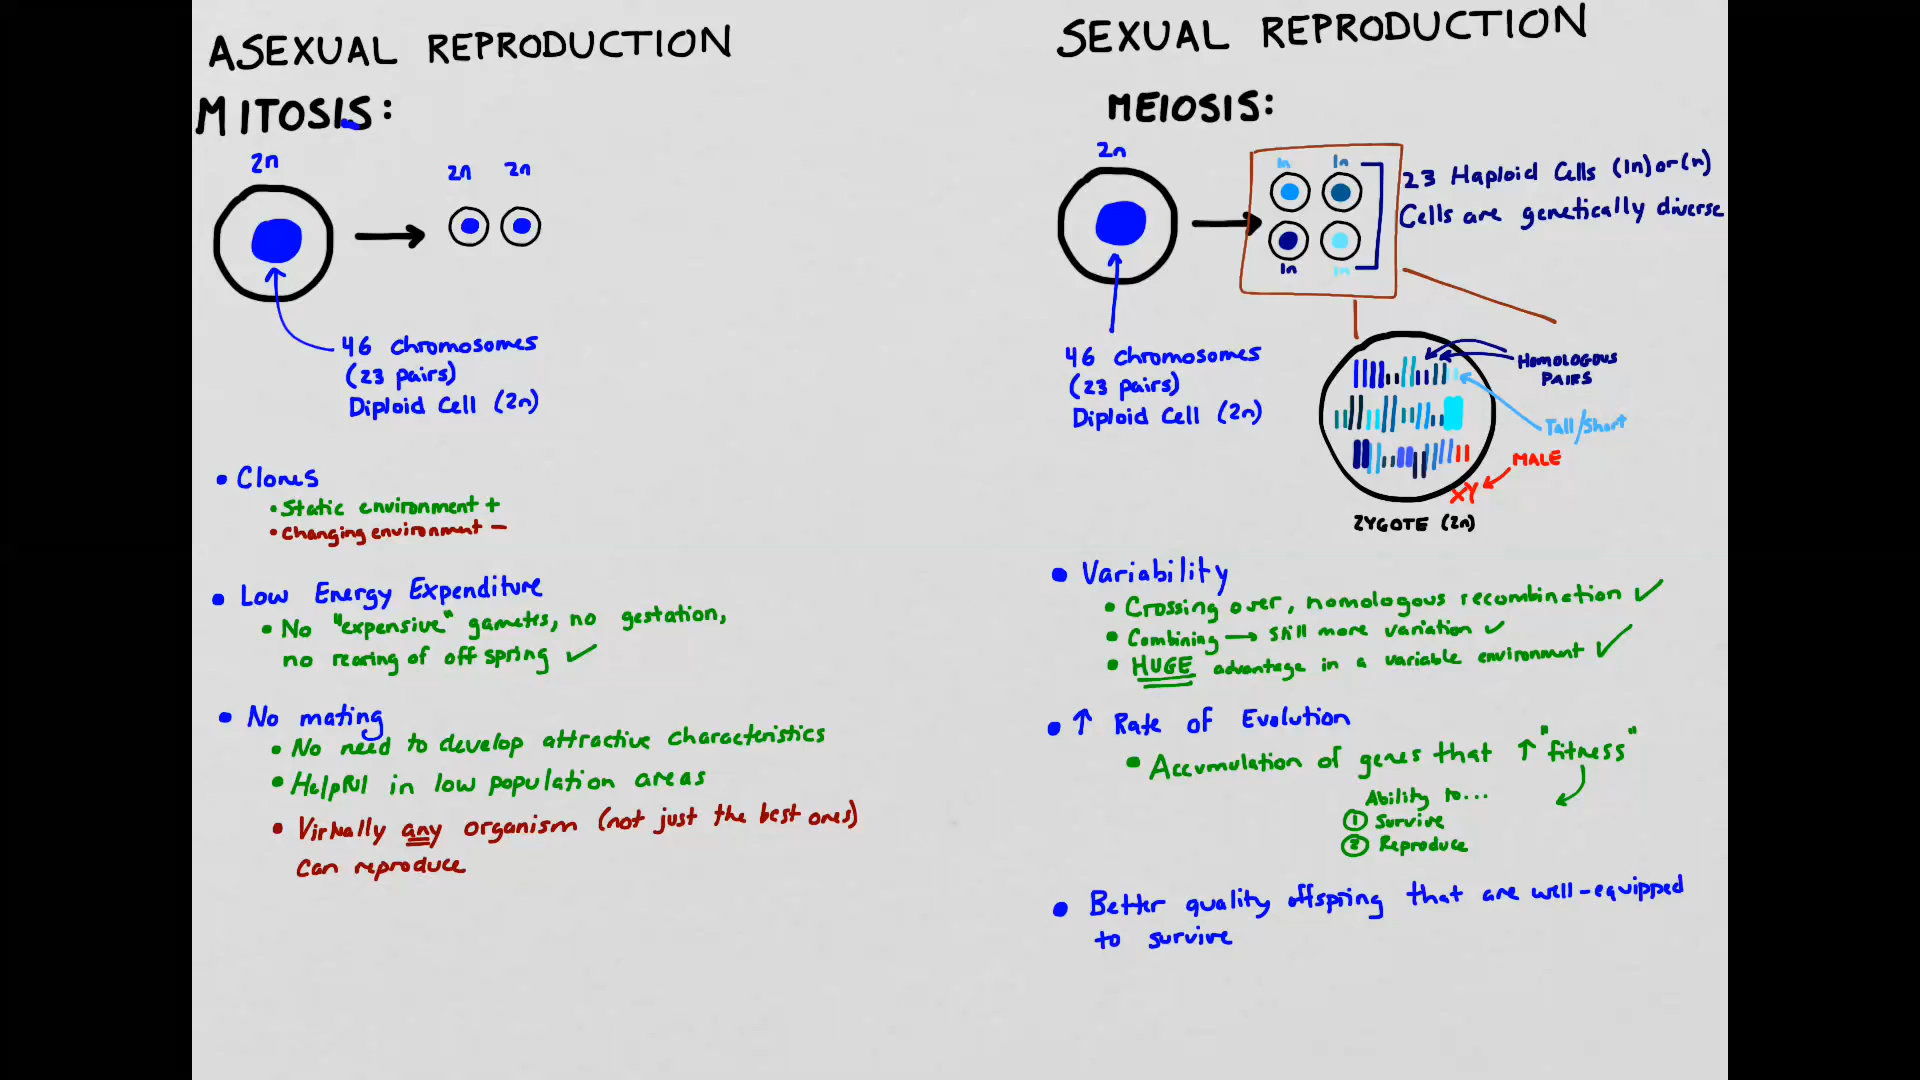 ASEXUAL REPRODUCTION
MITOSIS:
2n
2n 2n
46 chromosomes
(23 pairs)
Diploid Cell (2n)
• Clones
• Static environment +
• Changing environment -
• Low Energy Expenditure
• No "expensive" gametes, no gestation,
no rearing of offspring ✓
• No mating
• No need to develop attractive characteristics
• Helpful in low population areas
• Virtually any organism (not just the best ones)
can reproduce
SEXUAL REPRODUCTION
MEIOSIS:
2n
1n 1n
1n 1n
23 Haploid Cells (1n) or (n)
Cells are genetically diverse
46 chromosomes
(23 pairs)
Diploid Cell (2n)
HOMOLOGOUS
PAIRS
Tall/Short
MALE
XY
ZYGOTE (2n)
• Variability
• Crossing over, homologous recombination ✓
• Combining → still more variation ✓
• HUGE advantage in a variable environment ✓
• ↑ Rate of Evolution
• Accumulation of genes that ↑ "fitness"
Ability to...
① Survive
② Reproduce
• Better quality offspring that are well-equipped
to survive